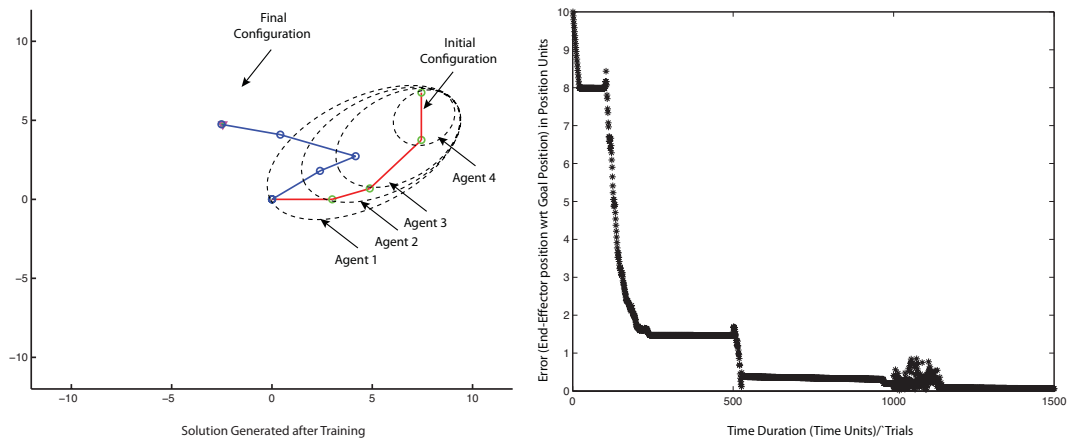 Final
Configuration
Initial
Configuration
Agent 4
Agent 3
Agent 2
Agent 1
10
5
0
−5
−10
−10
−5
0
5
10
Solution Generated after Training
Error (End-Effector position wrt Goal Position) in Position Units
10
9
8
7
6
5
4
3
2
1
0
0
500
1000
1500
Time Duration (Time Units)/`Trials